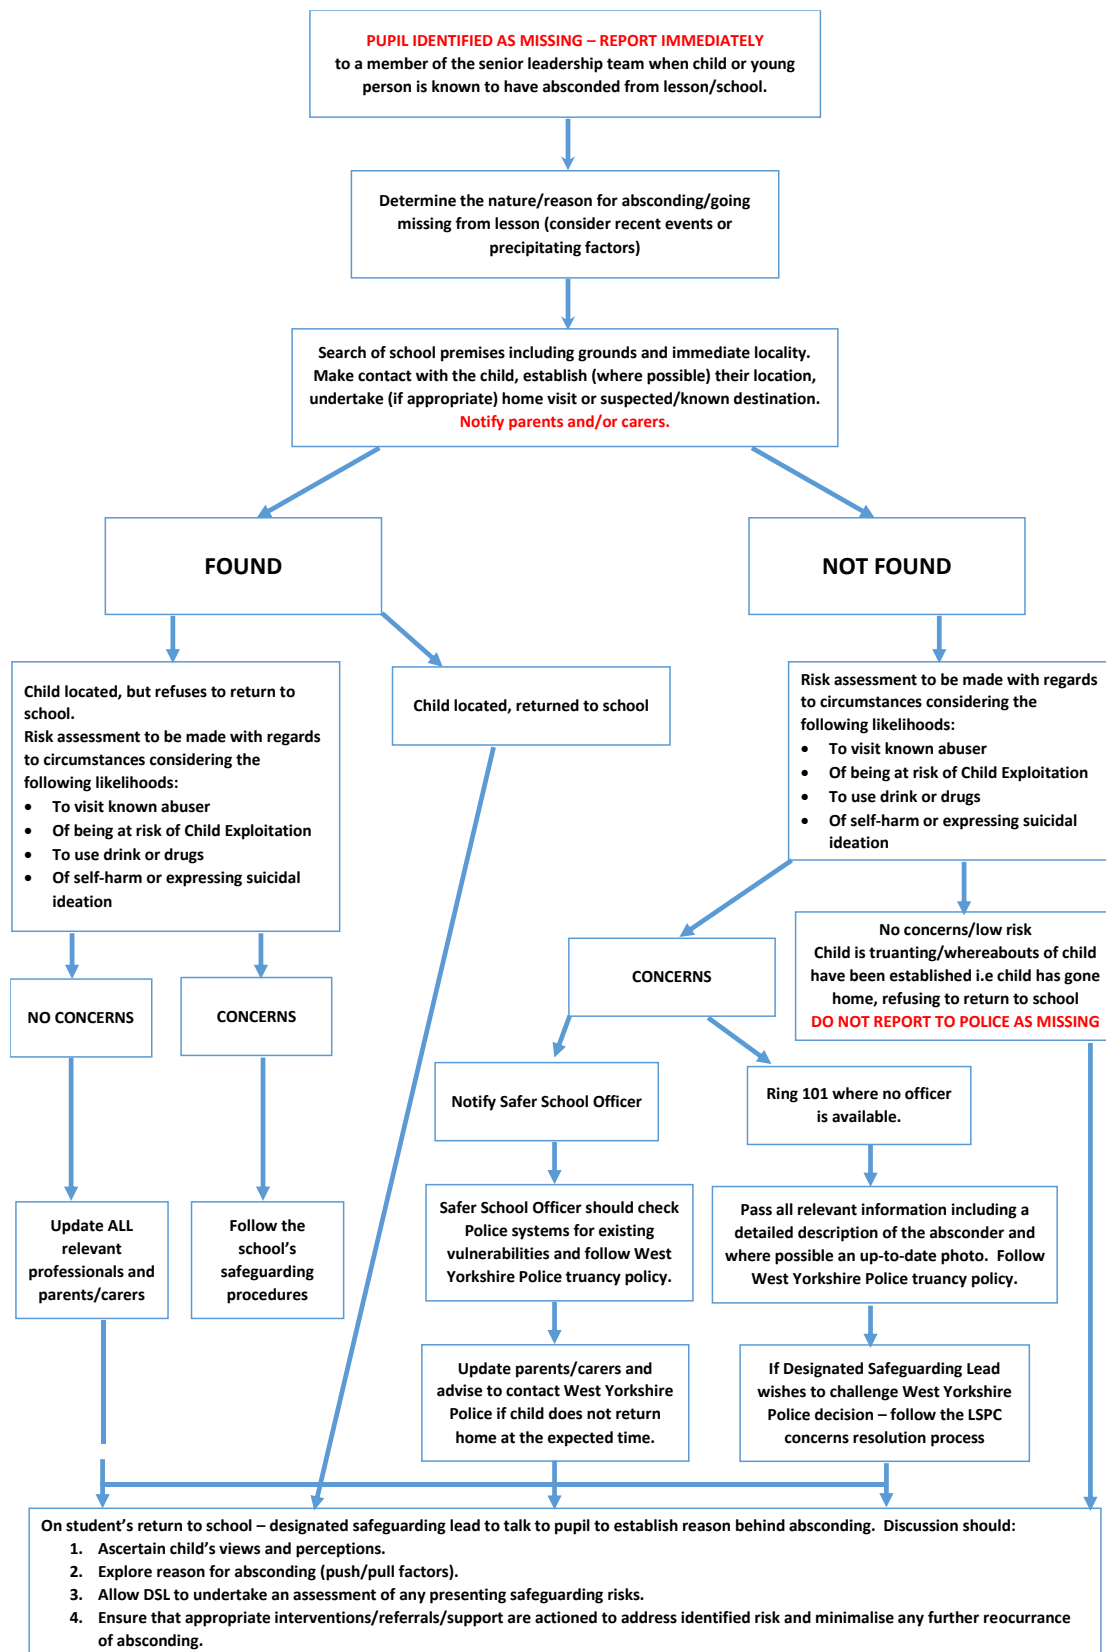 PUPIL IDENTIFIED AS MISSING – REPORT IMMEDIATELY
to a member of the senior leadership team when child or young
person is known to have absconded from lesson/school.
Determine the nature/reason for absconding/going
missing from lesson (consider recent events or
precipitating factors)
Search of school premises including grounds and immediate locality.
Make contact with the child, establish (where possible) their location,
undertake (if appropriate) home visit or suspected/known destination.
Notify parents and/or carers.
FOUND
NOT FOUND
Child located, but refuses to return to
school.
Risk assessment to be made with regards
to circumstances considering the
following likelihoods:
• To visit known abuser
• Of being at risk of Child Exploitation
• To use drink or drugs
• Of self-harm or expressing suicidal
ideation
Child located, returned to school
Risk assessment to be made with regards
to circumstances considering the
following likelihoods:
• To visit known abuser
• Of being at risk of Child Exploitation
• To use drink or drugs
• Of self-harm or expressing suicidal
ideation
No concerns/low risk
Child is truanting/whereabouts of child
have been established i.e child has gone
home, refusing to return to school
DO NOT REPORT TO POLICE AS MISSING
CONCERNS
NO CONCERNS
CONCERNS
Notify Safer School Officer
Ring 101 where no officer
is available.
Update ALL
relevant
professionals and
parents/carers
Follow the
school's
safeguarding
procedures
Safer School Officer should check
Police systems for existing
vulnerabilities and follow West
Yorkshire Police truancy policy.
Pass all relevant information including a
detailed description of the absconder and
where possible an up-to-date photo.  Follow
West Yorkshire Police truancy policy.
Update parents/carers and
advise to contact West Yorkshire
Police if child does not return
home at the expected time.
If Designated Safeguarding Lead
wishes to challenge West Yorkshire
Police decision – follow the LSPC
concerns resolution process
On student's return to school – designated safeguarding lead to talk to pupil to establish reason behind absconding.  Discussion should:
1. Ascertain child's views and perceptions.
2. Explore reason for absconding (push/pull factors).
3. Allow DSL to undertake an assessment of any presenting safeguarding risks.
4. Ensure that appropriate interventions/referrals/support are actioned to address identified risk and minimalise any further reocurrance
of absconding.